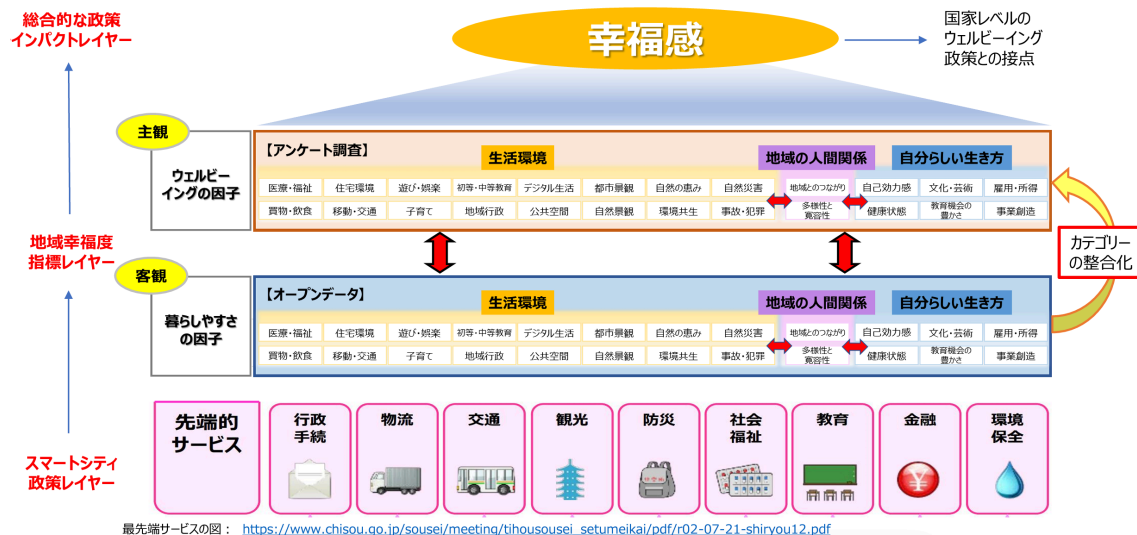 総合的な政策
インパクトレイヤー
幸福感
国家レベルの
ウェルビーイング
政策との接点
主観
ウェルビー
イングの因子
【アンケート調査】
生活環境
地域の人間関係
自分らしい生き方
医療・福祉 住宅環境 遊び・娯楽 初等・中等教育 デジタル生活 都市景観 自然の恵み 自然災害 地域とのつながり 自己効力感 文化・芸術 雇用・所得
買物・飲食 移動・交通 子育て 地域行政 公共空間 自然景観 環境共生 事故・犯罪 多様性と 健康状態 教育機会の 事業創造
寛容性 豊かさ
地域幸福度
指標レイヤー
カテゴリー
の整合化
客観
暮らしやすさ
の因子
【オープンデータ】
生活環境
地域の人間関係
自分らしい生き方
医療・福祉 住宅環境 遊び・娯楽 初等・中等教育 デジタル生活 都市景観 自然の恵み 自然災害 地域とのつながり 自己効力感 文化・芸術 雇用・所得
買物・飲食 移動・交通 子育て 地域行政 公共空間 自然景観 環境共生 事故・犯罪 多様性と 健康状態 教育機会の 事業創造
寛容性 豊かさ
スマートシティ
政策レイヤー
先端的
サービス
行政
手続
物流
交通
観光
防災
社会
福祉
教育
金融
環境
保全
最先端サービスの図： https://www.chisou.go.jp/sousei/meeting/tihousousei_setumeikai/pdf/r02-07-21-shiryou12.pdf